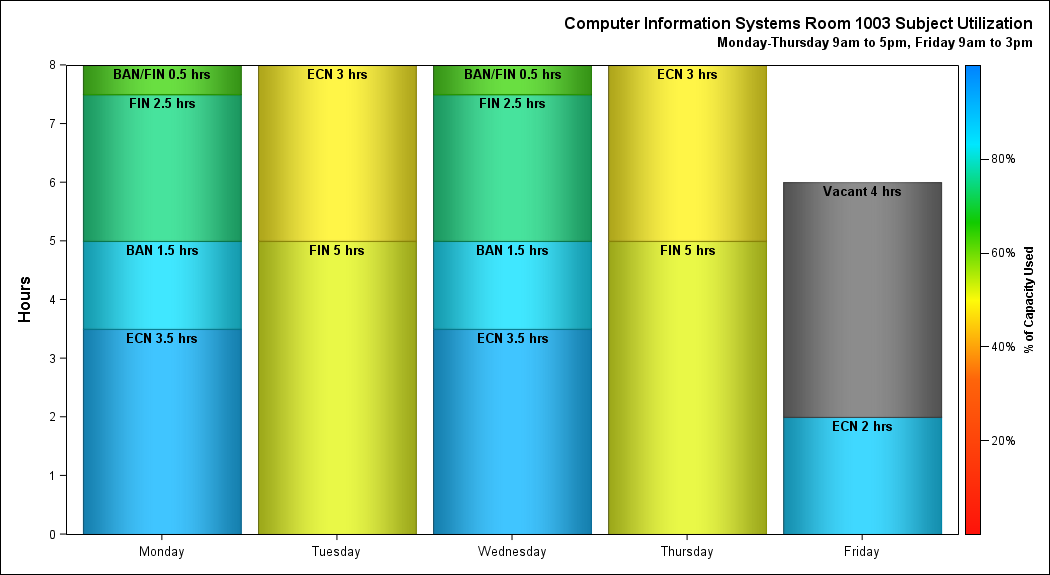 Computer Information Systems Room 1003 Subject Utilization
Monday-Thursday 9am to 5pm, Friday 9am to 3pm
Hours
8
7
6
5
4
3
2
1
0
BAN/FIN 0.5 hrs
FIN 2.5 hrs
BAN 1.5 hrs
ECN 3.5 hrs
ECN 3 hrs
FIN 5 hrs
BAN/FIN 0.5 hrs
FIN 2.5 hrs
BAN 1.5 hrs
ECN 3.5 hrs
ECN 3 hrs
FIN 5 hrs
Vacant 4 hrs
ECN 2 hrs
Monday
Tuesday
Wednesday
Thursday
Friday
80%
60%
40%
20%
% of Capacity Used